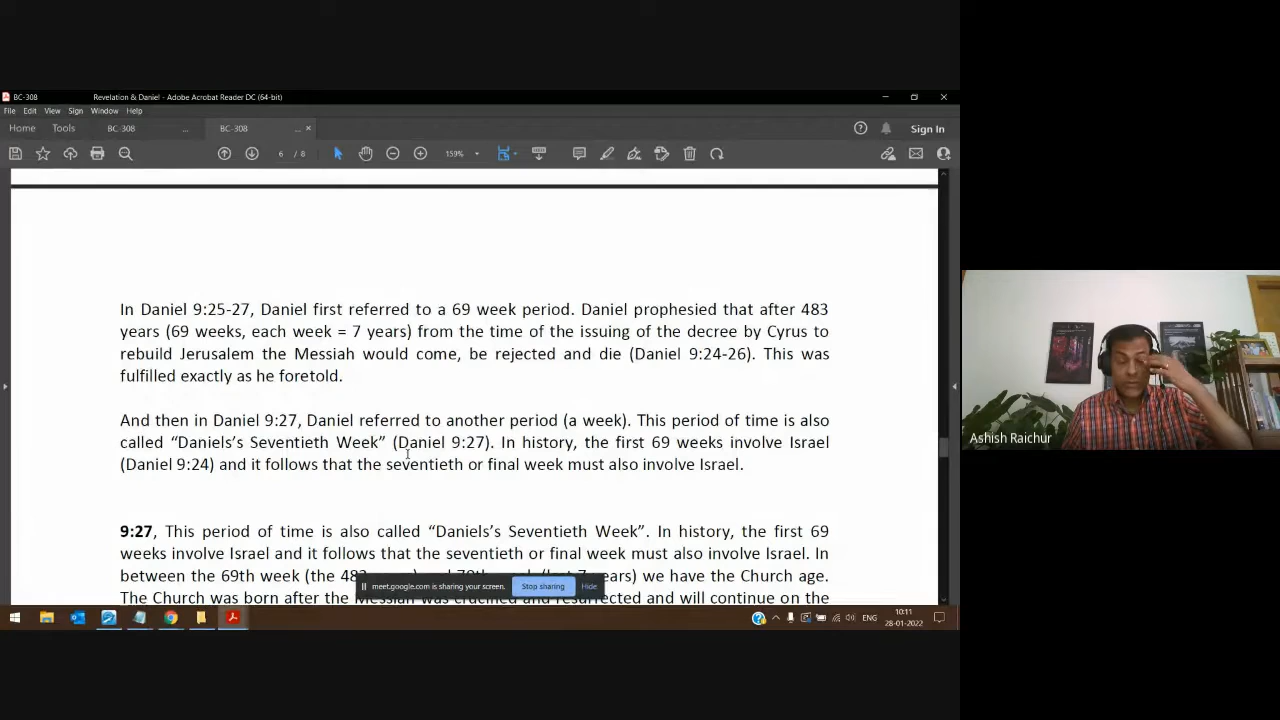 BC-308 Revelation & Daniel - Adobe Acrobat Reader DC (64-bit)
File Edit View Sign Window Help
Home Tools BC-308 ... BC-308 ... × Sign In
6 / 8 159%
In Daniel 9:25-27, Daniel first referred to a 69 week period. Daniel prophesied that after 483
years (69 weeks, each week = 7 years) from the time of the issuing of the decree by Cyrus to
rebuild Jerusalem the Messiah would come, be rejected and die (Daniel 9:24-26). This was
fulfilled exactly as he foretold.
And then in Daniel 9:27, Daniel referred to another period (a week). This period of time is also
called “Daniels’s Seventieth Week” (Daniel 9:27). In history, the first 69 weeks involve Israel
(Daniel 9:24) and it follows that the seventieth or final week must also involve Israel.
9:27, This period of time is also called “Daniels’s Seventieth Week”. In history, the first 69
weeks involve Israel and it follows that the seventieth or final week must also involve Israel. In
between the 69th week (the 48 years) we have the Church age.
The Church was born after the Messiah was crucified and resurrected and will continue on the
meet.google.com is sharing your screen. Stop sharing Hide
ENG 10:11
28-01-2022
Ashish Raichur